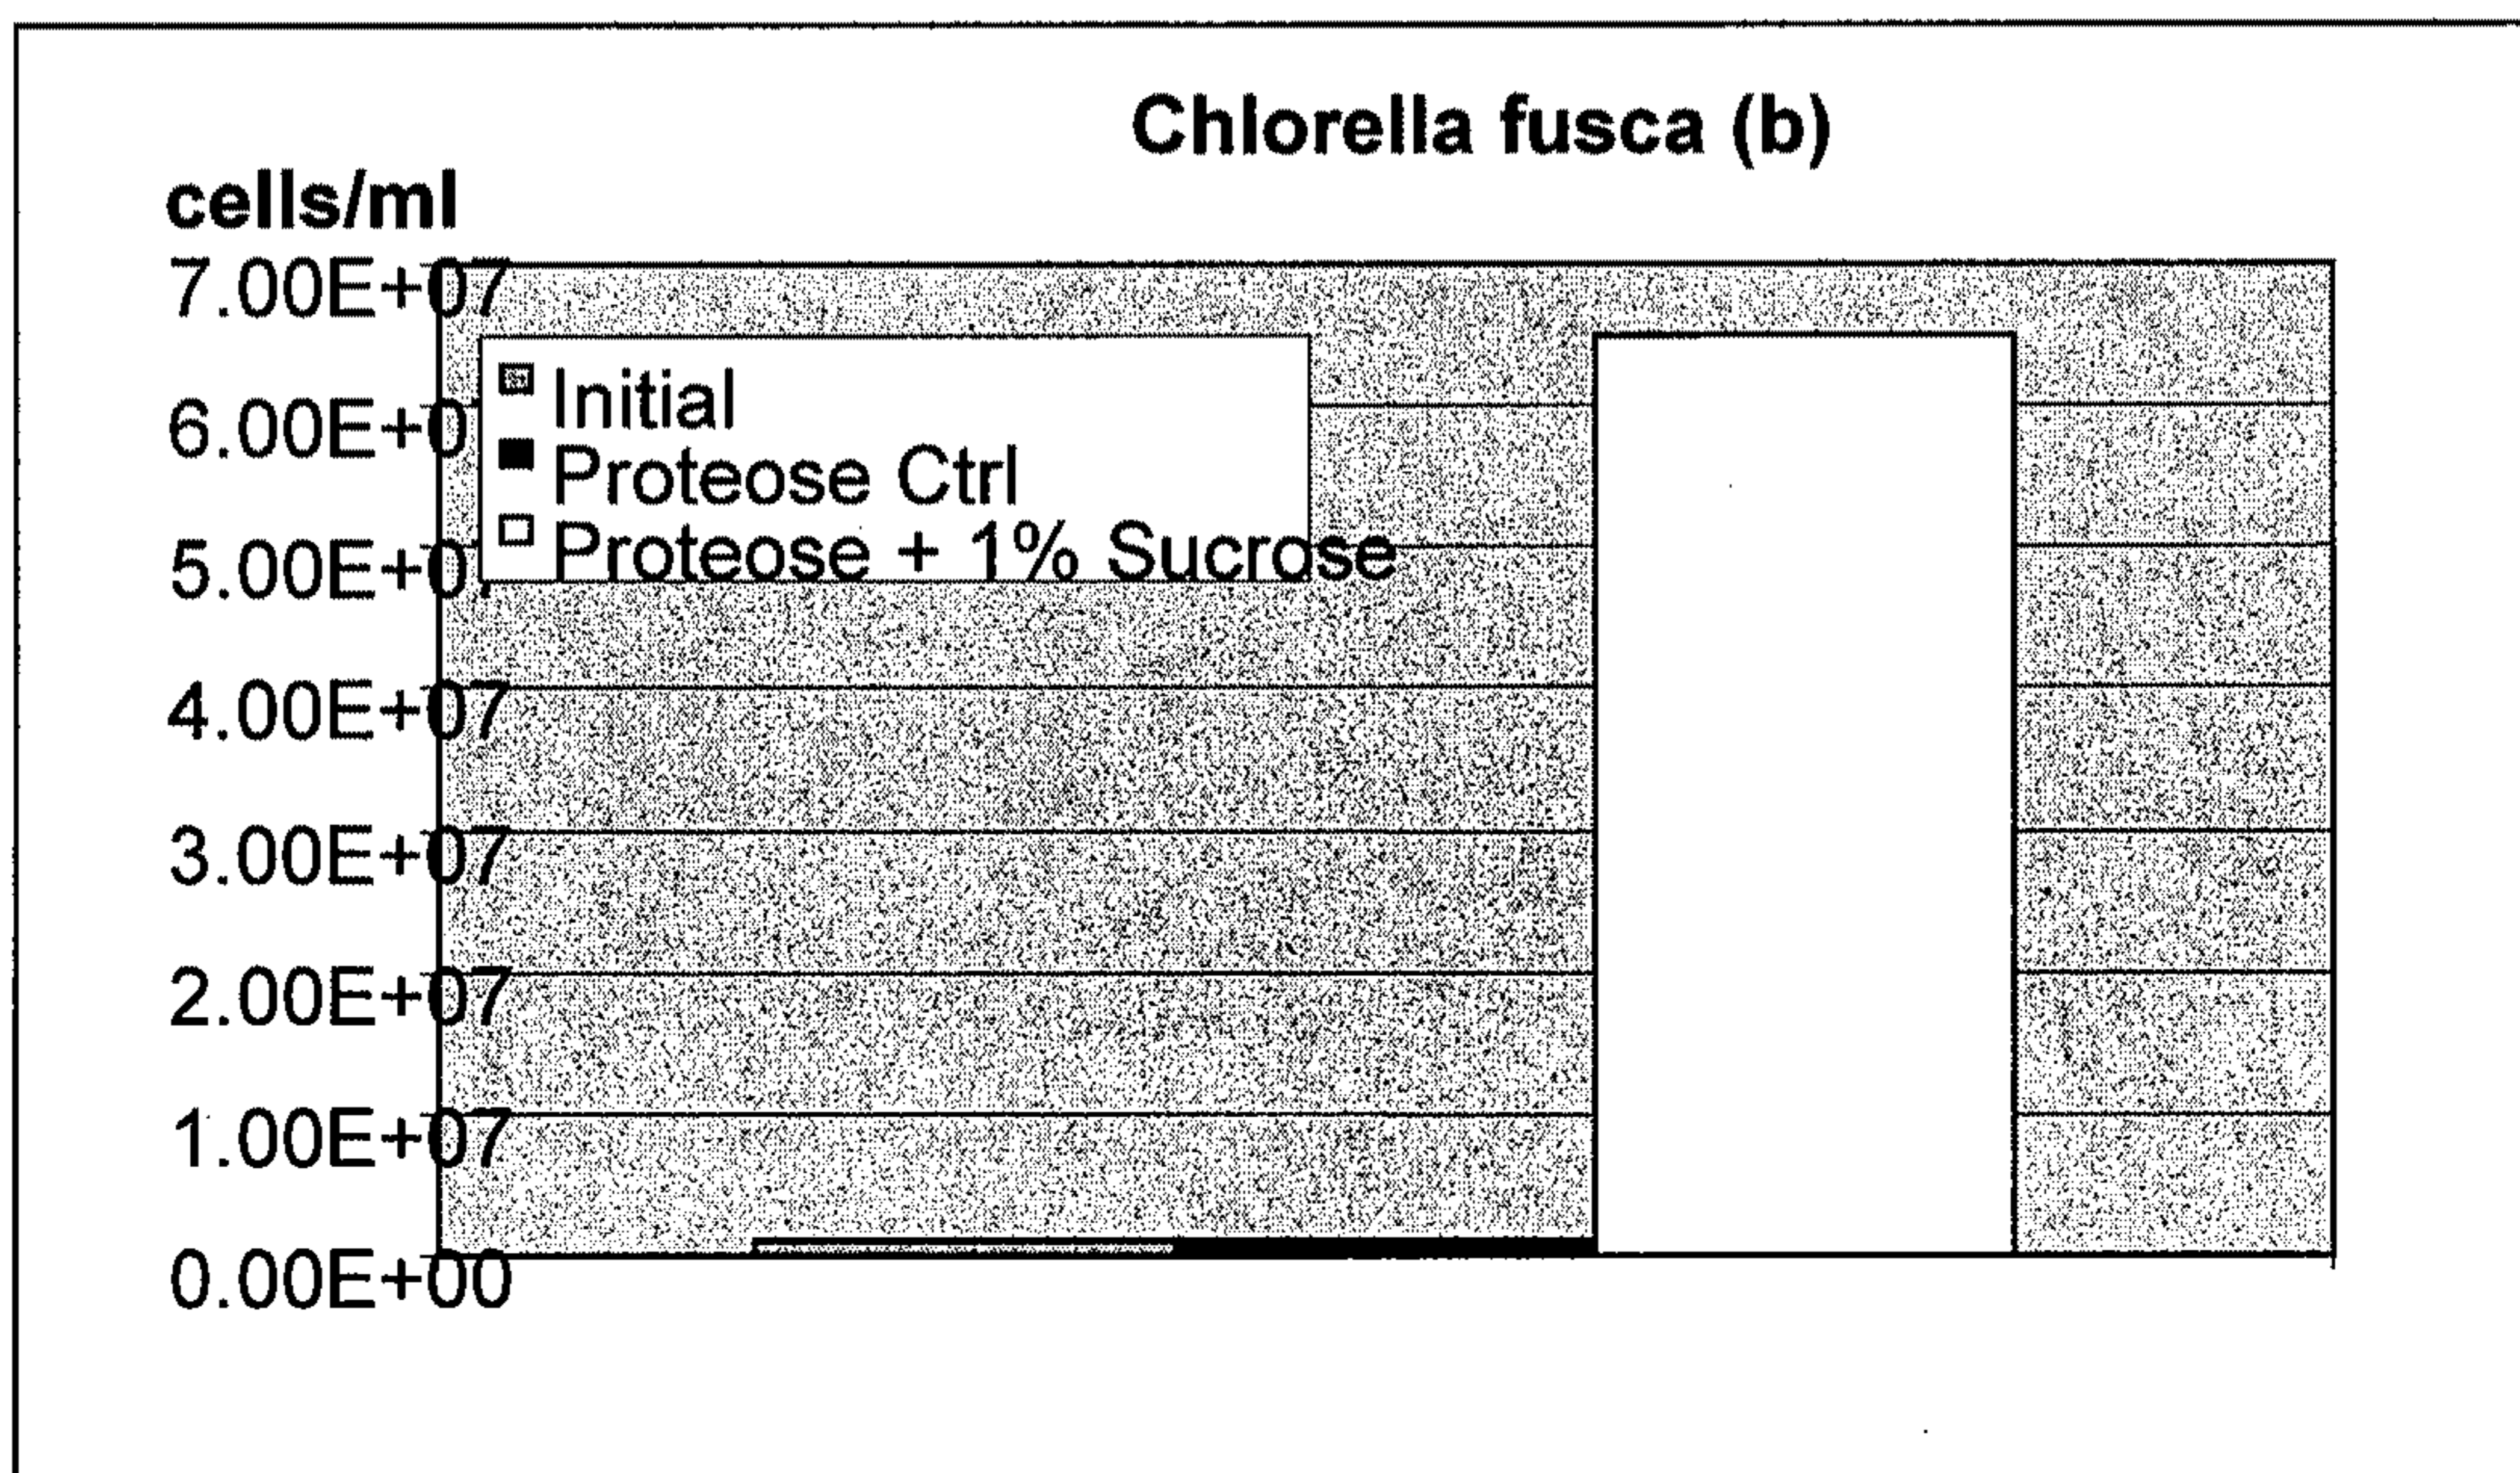 Chlorella fusca (b)
cells/ml
7.00E+07
6.00E+07
5.00E+07
4.00E+07
3.00E+07
2.00E+07
1.00E+07
0.00E+00
Initial
Proteose Ctrl
Proteose + 1% Sucrose